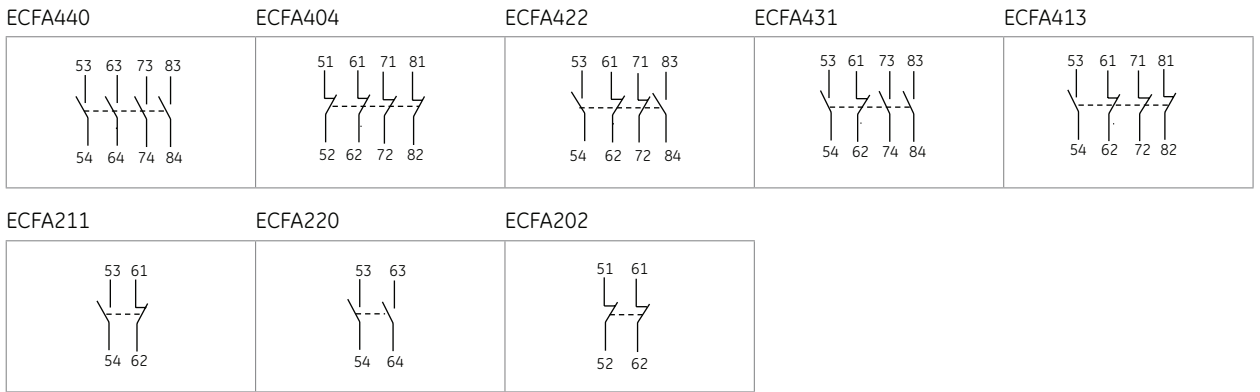 ECFA440 ECFA404 ECFA422 ECFA431 ECFA413
53 63 73 83 51 61 71 81 53 61 71 83 53 61 73 83 53 61 71 81
54 64 74 84 52 62 72 82 54 62 72 84 54 62 74 84 54 62 72 82
ECFA211 ECFA220 ECFA202
53 61 53 63 51 61
54 62 54 64 52 62